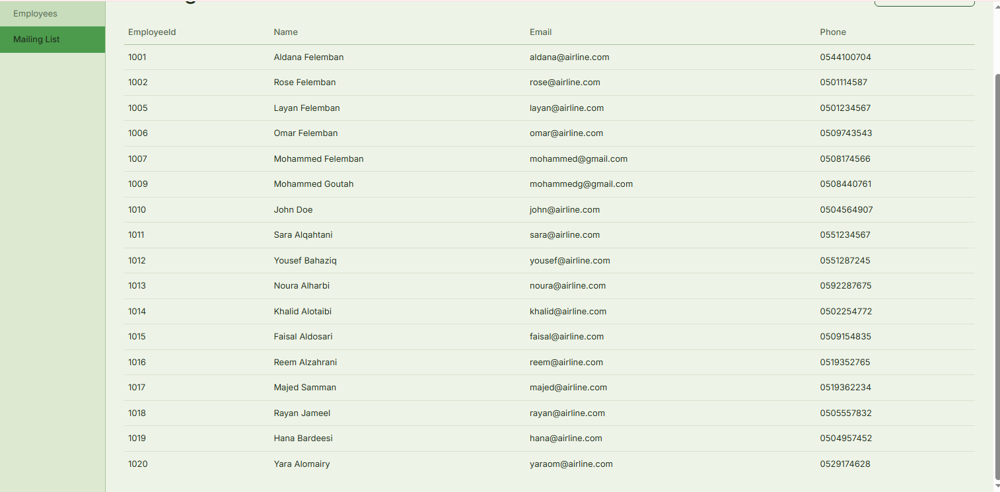 Employees
Mailing List
EmployeeId Name Email Phone
1001 Aldana Felemban aldana@airline.com 0544100704
1002 Rose Felemban rose@airline.com 0501114587
1005 Layan Felemban layan@airline.com 0501234567
1006 Omar Felemban omar@airline.com 0509743543
1007 Mohammed Felemban mohammed@gmail.com 0508174566
1009 Mohammed Goutah mohammedg@gmail.com 0508440761
1010 John Doe john@airline.com 0504564907
1011 Sara Alqahtani sara@airline.com 0551234567
1012 Yousef Bahaziq yousef@airline.com 0551287245
1013 Noura Alharbi noura@airline.com 0592287675
1014 Khalid Alotaibi khalid@airline.com 0502254772
1015 Faisal Aldosari faisal@airline.com 0509154835
1016 Reem Alzahrani reem@airline.com 0519352765
1017 Majed Samman majed@airline.com 0519362234
1018 Rayan Jameel rayan@airline.com 0505557832
1019 Hana Bardeesi hana@airline.com 0504957452
1020 Yara Alomairy yaraom@airline.com 0529174628